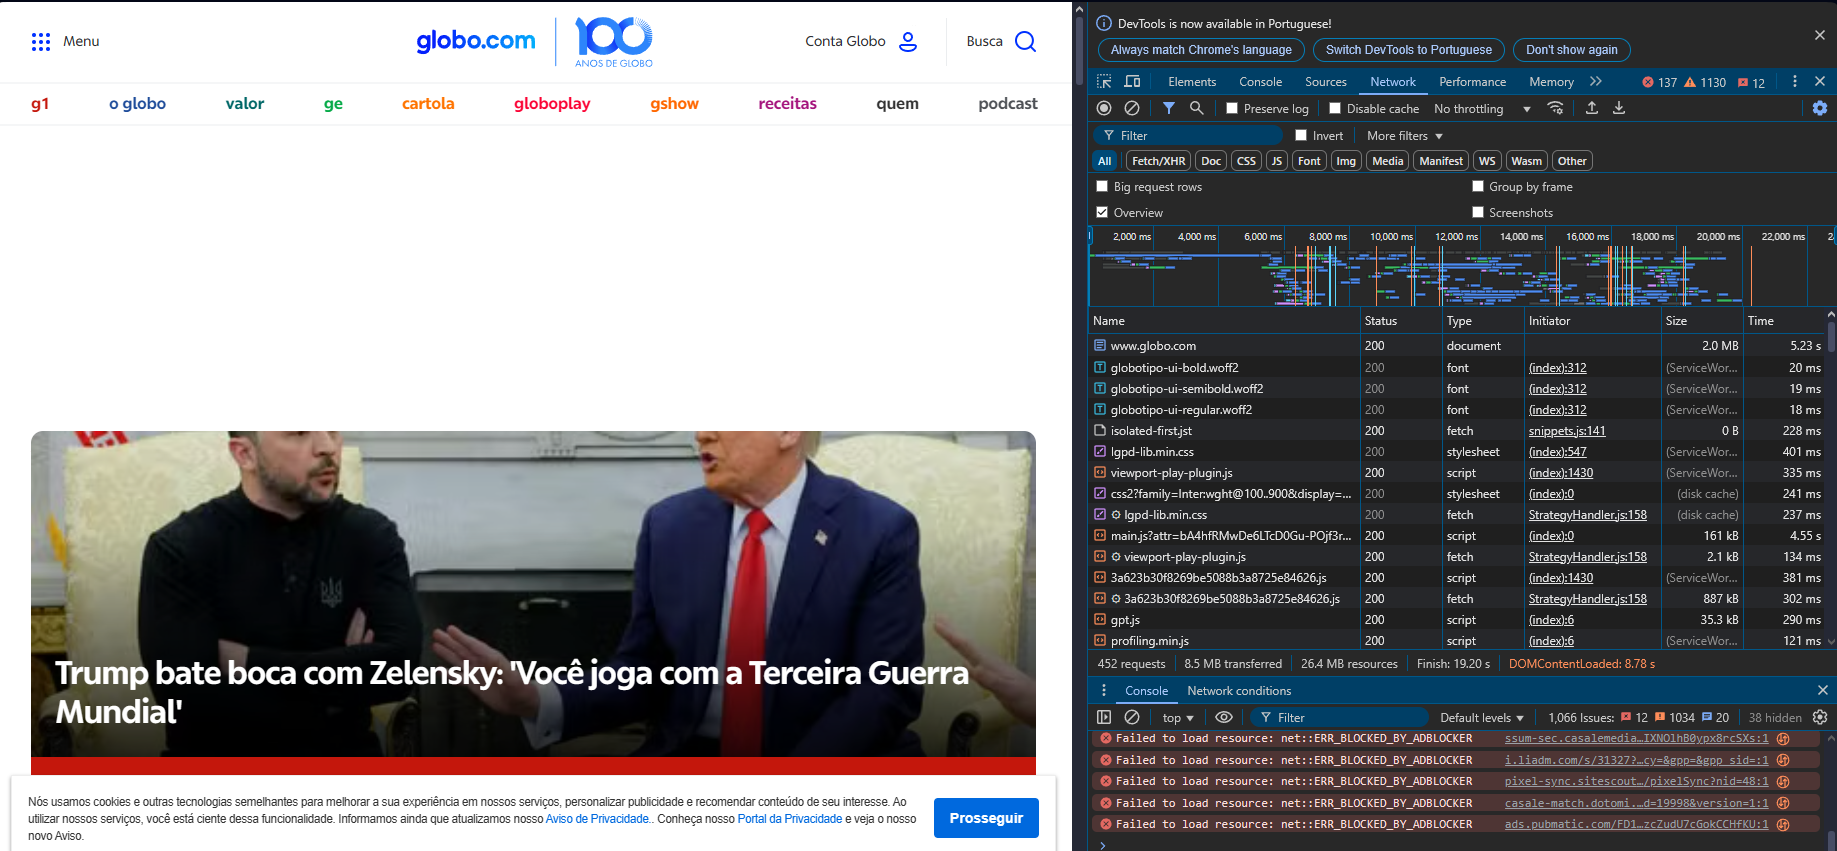 Menu
globo.com
100
ANOS DE GLOBO
Conta Globo
Busca
g1
o globo
valor
ge
cartola
globoplay
gshow
receitas
quem
podcast
Trump bate boca com Zelensky: 'Você joga com a Terceira Guerra
Mundial'
Nós usamos cookies e outras tecnologias semelhantes para melhorar a sua experiência em nossos serviços, personalizar publicidade e recomendar conteúdo de seu interesse. Ao
utilizar nossos serviços, você está ciente dessa funcionalidade. Informamos ainda que atualizamos nosso Aviso de Privacidade.. Conheça nosso Portal da Privacidade e veja o nosso
novo Aviso.
Prosseguir
DevTools is now available in Portuguese!
Always match Chrome's language
Switch DevTools to Portuguese
Don't show again
Elements Console Sources Network Performance Memory 137 1130 12
Preserve log Disable cache No throttling
Filter Invert More filters
All Fetch/XHR Doc CSS JS Font Img Media Manifest WS Wasm Other
Big request rows Group by frame
Overview Screenshots
2,000 ms 4,000 ms 6,000 ms 8,000 ms 10,000 ms 12,000 ms 14,000 ms 16,000 ms 18,000 ms 20,000 ms 22,000 ms 2
Name Status Type Initiator Size Time
www.globo.com 200 document 2.0 MB 5.23 s
globotipo-ui-bold.woff2 200 font (index):312 (ServiceWor... 20 ms
globotipo-ui-semibold.woff2 200 font (index):312 (ServiceWor... 19 ms
globotipo-ui-regular.woff2 200 font (index):312 (ServiceWor... 18 ms
isolated-first.jst 200 fetch snippets.js:141 0 B 228 ms
lgpd-lib.min.css 200 stylesheet (index):547 (ServiceWor... 401 ms
viewport-play-plugin.js 200 script (index):1430 (ServiceWor... 335 ms
css2?family=Inter:wght@100..900&display=... 200 stylesheet (index):0 (disk cache) 241 ms
lgpd-lib.min.css 200 fetch StrategyHandler.js:158 (disk cache) 237 ms
main.js?attr=bA4hfRMwDe6LTcD0Gu-POjf3r... 200 script (index):0 161 kB 4.55 s
viewport-play-plugin.js 200 fetch StrategyHandler.js:158 2.1 kB 134 ms
3a623b30f8269be5088b3a8725e84626.js 200 script (index):1430 (ServiceWor... 381 ms
3a623b30f8269be5088b3a8725e84626.js 200 fetch StrategyHandler.js:158 887 kB 302 ms
gpt.js 200 script (index):6 35.3 kB 290 ms
profiling.min.js 200 script (index):6 (ServiceWor... 121 ms
452 requests 8.5 MB transferred 26.4 MB resources Finish: 19.20 s DOMContentLoaded: 8.78 s
Console Network conditions
top Filter Default levels 1,066 Issues: 12 1034 20 38 hidden
Failed to load resource: net::ERR_BLOCKED_BY_ADBLOCKER ssum-sec.casalemedia…IXNOlhB0ypx8rcSXs:1
Failed to load resource: net::ERR_BLOCKED_BY_ADBLOCKER i.liadm.com/s/31327?…cy=&gpp=&gpp_sid=:1
Failed to load resource: net::ERR_BLOCKED_BY_ADBLOCKER pixel-sync.sitescout…/pixelSync?nid=48:1
Failed to load resource: net::ERR_BLOCKED_BY_ADBLOCKER casale-match.dotomi.…d=19998&version=1:1
Failed to load resource: net::ERR_BLOCKED_BY_ADBLOCKER ads.pubmatic.com/FD1…zcZudU7cGokCCHfKU:1